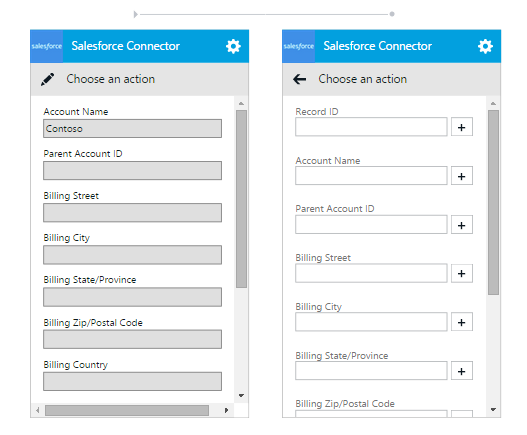 salesforce Salesforce Connector
Choose an action
Account Name
Contoso
Parent Account ID
Billing Street
Billing City
Billing State/Province
Billing Zip/Postal Code
Billing Country
salesforce Salesforce Connector
Choose an action
Record ID
+
Account Name
+
Parent Account ID
+
Billing Street
+
Billing City
+
Billing State/Province
+
Billing Zip/Postal Code